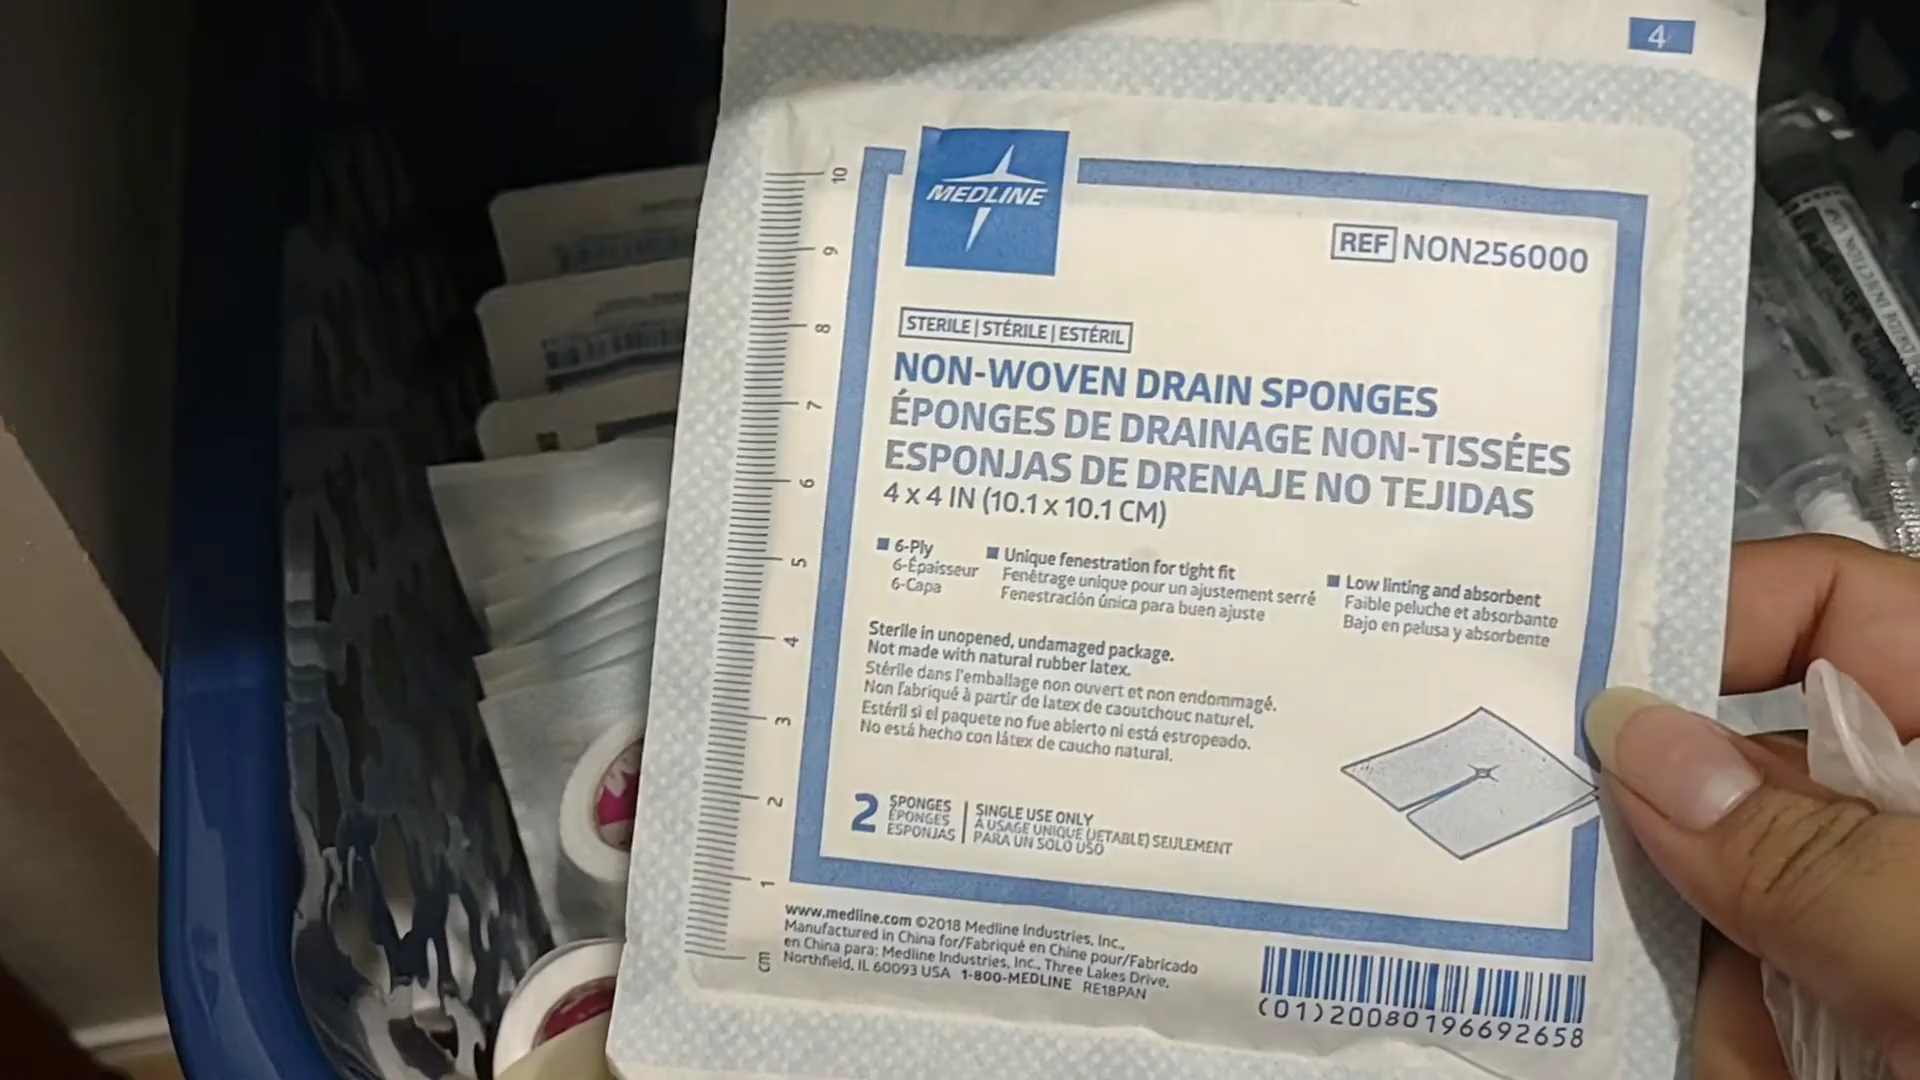 4
MEDLINE
REF NON256000
STERILE | STÉRILE | ESTÉRIL
NON-WOVEN DRAIN SPONGES
ÉPONGES DE DRAINAGE NON-TISSÉES
ESPONJAS DE DRENAJE NO TEJIDAS
4 X 4 IN (10.1 X 10.1 CM)
6-Ply
6-Épaisseur
6-Capa
Unique fenestration for tight fit
Fenêtrage unique pour un ajustement serré
Fenestración única para buen ajuste
Low linting and absorbent
Faible peluche et absorbante
Bajo en pelusa y absorbente
Sterile in unopened, undamaged package.
Not made with natural rubber latex.
Stérile dans l'emballage non ouvert et non endommagé.
Non fabriqué à partir de latex de caoutchouc naturel.
Estéril si el paquete no fue abierto ni está estropeado.
No está hecho con látex de caucho natural.
2
SPONGES
ÉPONGES
ESPONJAS
SINGLE USE ONLY
À USAGE UNIQUE (JETABLE) SEULEMENT
PARA UN SOLO USO
www.medline.com ©2018 Medline Industries, Inc.,
Manufactured in China for/Fabriqué en Chine pour/Fabricado
en China para: Medline Industries, Inc., Three Lakes Drive,
Northfield, IL 60093 USA 1-800-MEDLINE RE18PAN
(01)20080196692658
10
9
8
7
6
5
4
3
2
1
cm